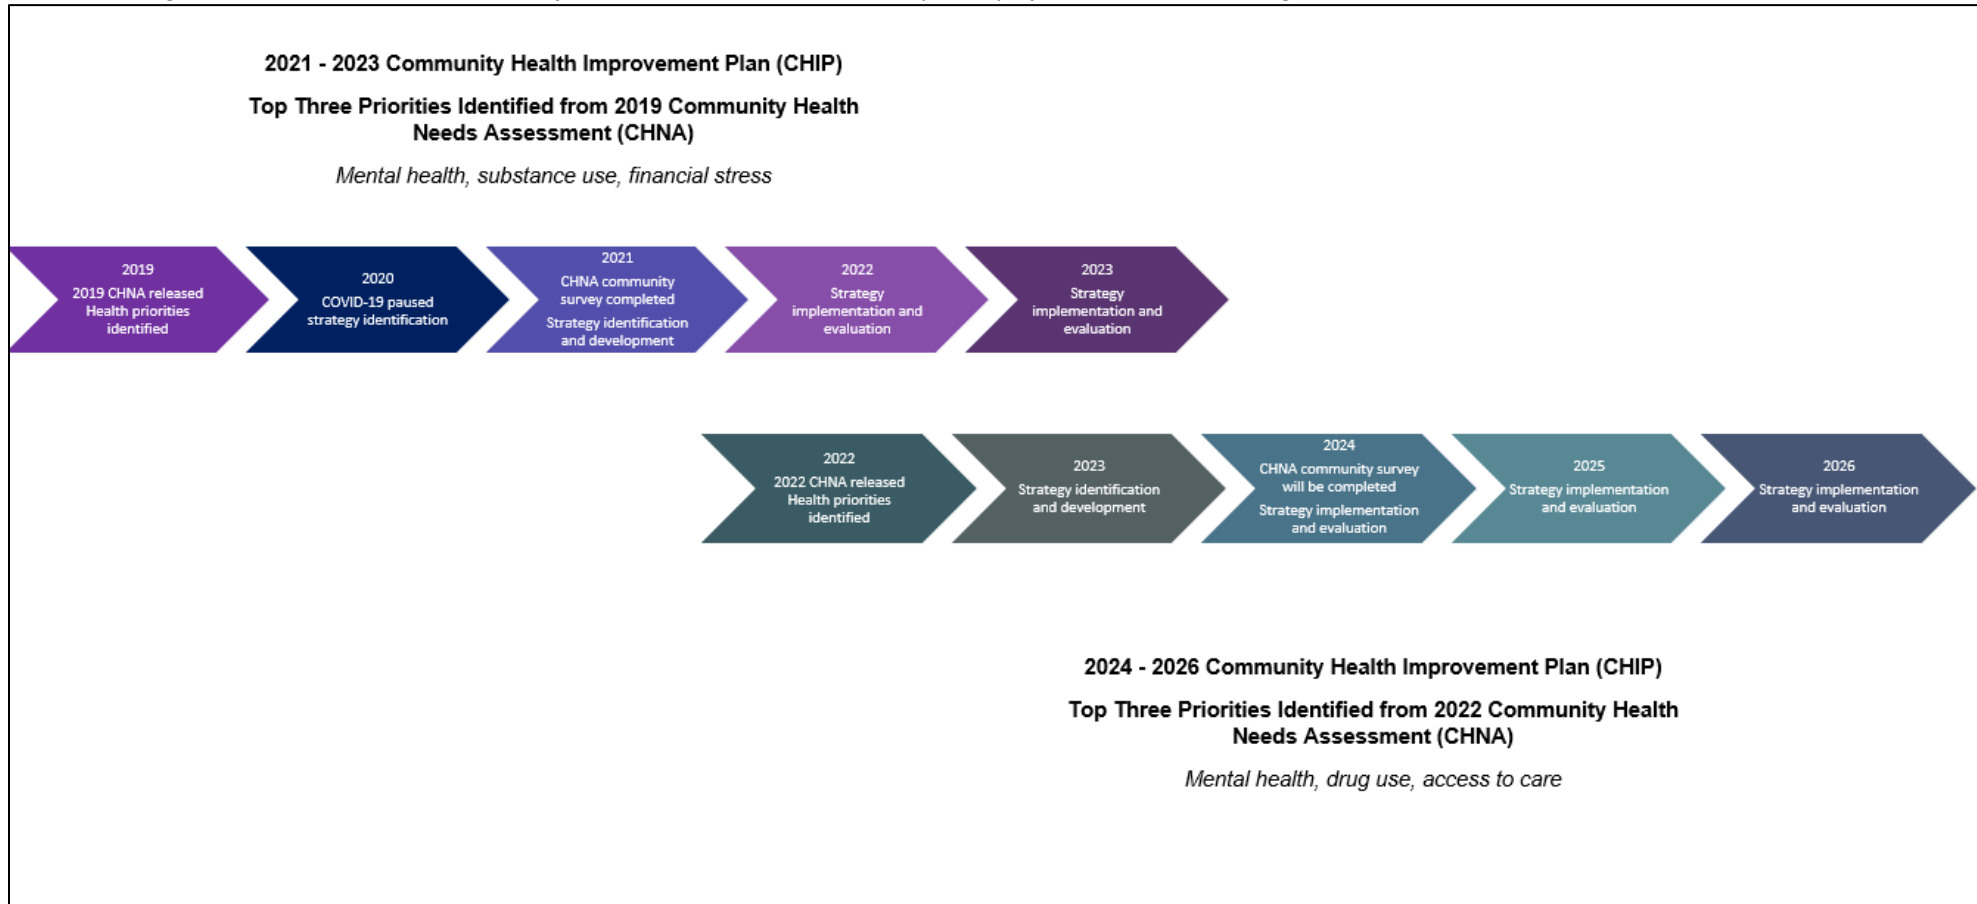 2021 - 2023 Community Health Improvement Plan (CHIP)
Top Three Priorities Identified from 2019 Community Health
Needs Assessment (CHNA)
Mental health, substance use, financial stress
2019
2019 CHNA released
Health priorities
identified
2020
COVID-19 paused
strategy identification
2021
CHNA community
survey completed
Strategy identification
and development
2022
Strategy
implementation and
evaluation
2023
Strategy
implementation and
evaluation
2022
2022 CHNA released
Health priorities
identified
2023
Strategy identification
and development
2024
CHNA community survey
will be completed
Strategy implementation
and evaluation
2025
Strategy implementation
and evaluation
2026
Strategy implementation
and evaluation
2024 - 2026 Community Health Improvement Plan (CHIP)
Top Three Priorities Identified from 2022 Community Health
Needs Assessment (CHNA)
Mental health, drug use, access to care